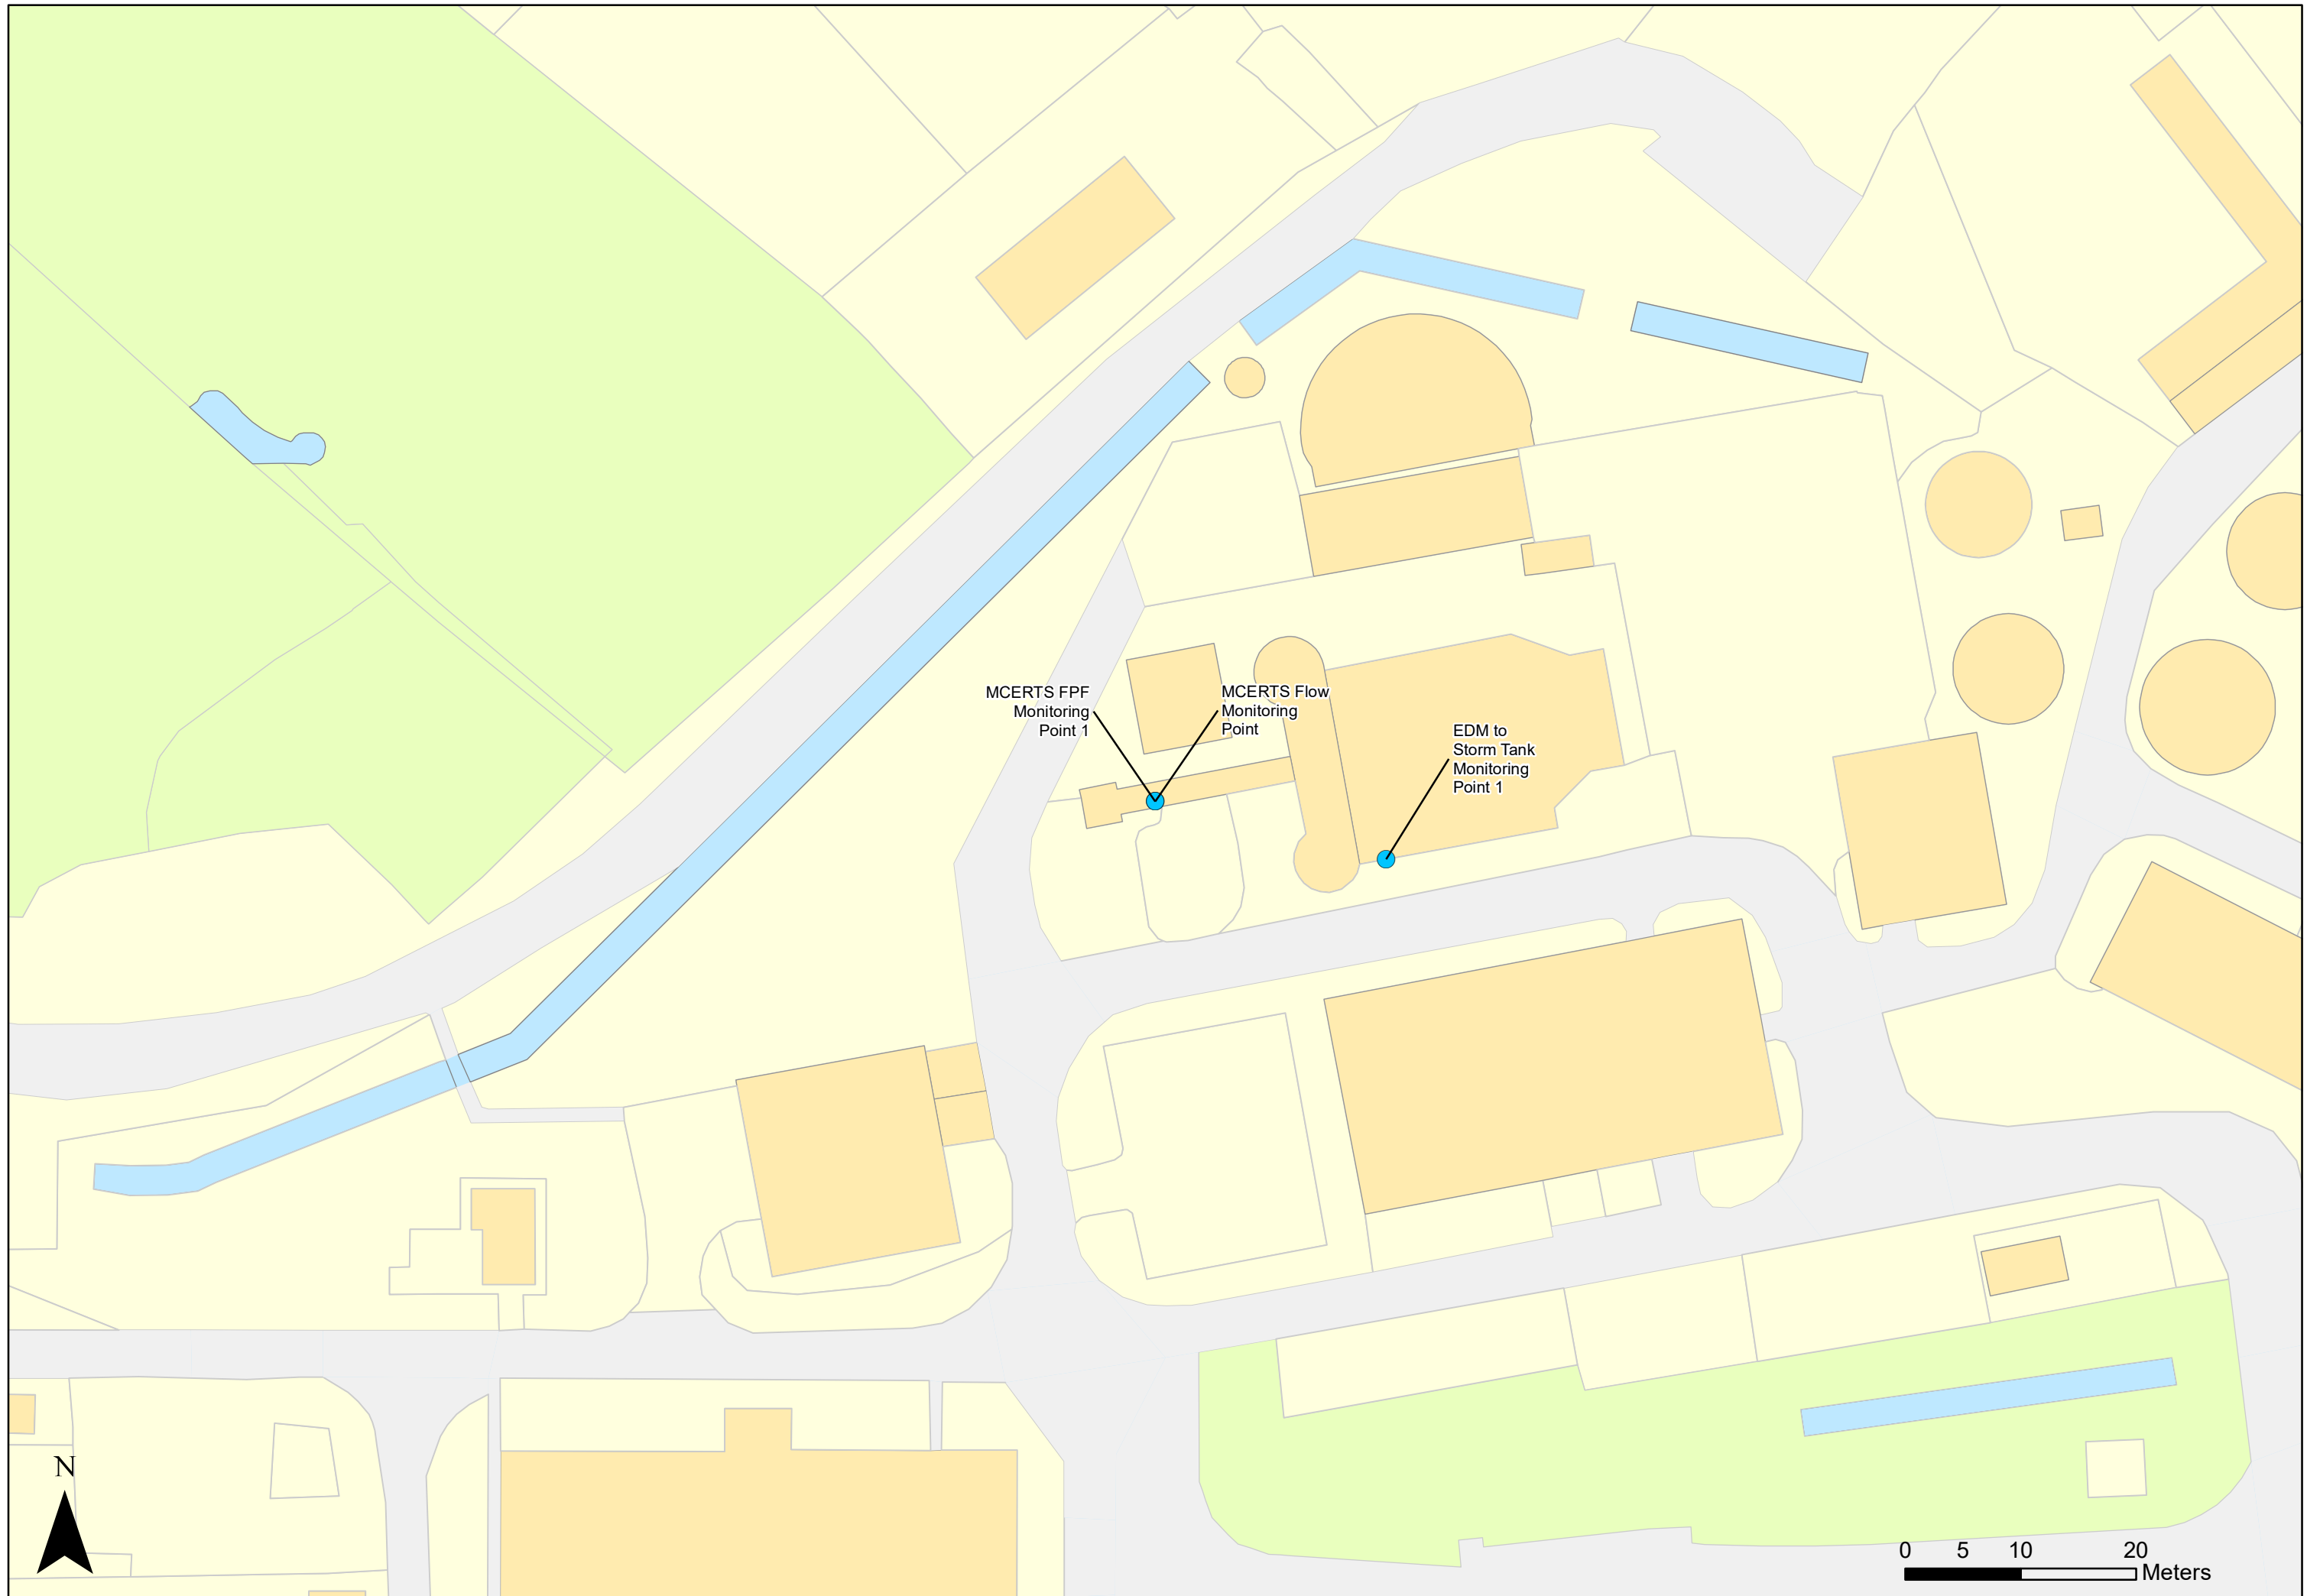 MCERTS FPF
Monitoring
Point 1
MCERTS Flow
Monitoring
Point
EDM to
Storm Tank
Monitoring
Point 1
N
0 5 10 20
Meters